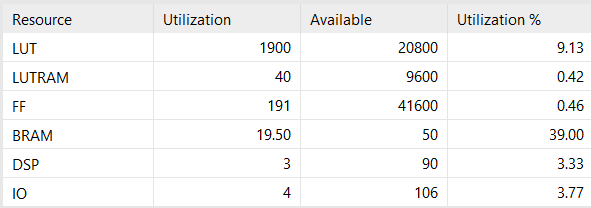 Resource Utilization Available Utilization %
LUT 1900 20800 9.13
LUTRAM 40 9600 0.42
FF 191 41600 0.46
BRAM 19.50 50 39.00
DSP 3 90 3.33
IO 4 106 3.77